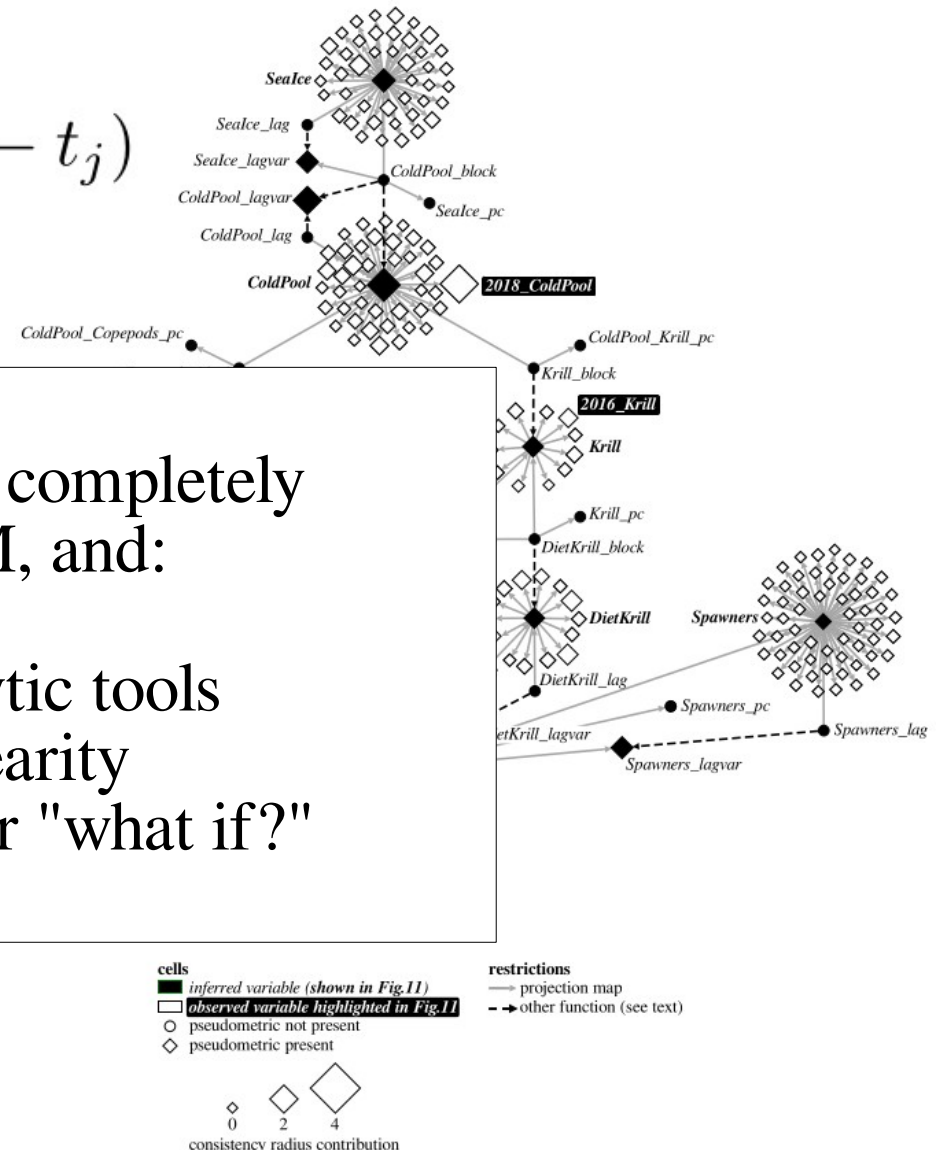 SeaIce
− tj)
SeaIce_lag
SeaIce_lagvar
ColdPool_block
ColdPool_lagvar
SeaIce_pc
ColdPool_lag
ColdPool
2018_ColdPool
ColdPool_Copepods_pc
ColdPool_Krill_pc
Krill_block
2016_Krill
Krill
completely
, and:
Krill_pc
DietKrill_block
DietKrill
Spawners
ytic tools
DietKrill_lag
Spawners_pc
etKrill_lagvar
Spawners_lag
earity
Spawners_lagvar
r "what if?"
cells
inferred variable (shown in Fig.11)
observed variable highlighted in Fig.11
pseudometric not present
pseudometric present
restrictions
projection map
other function (see text)
0 2 4
consistency radius contribution